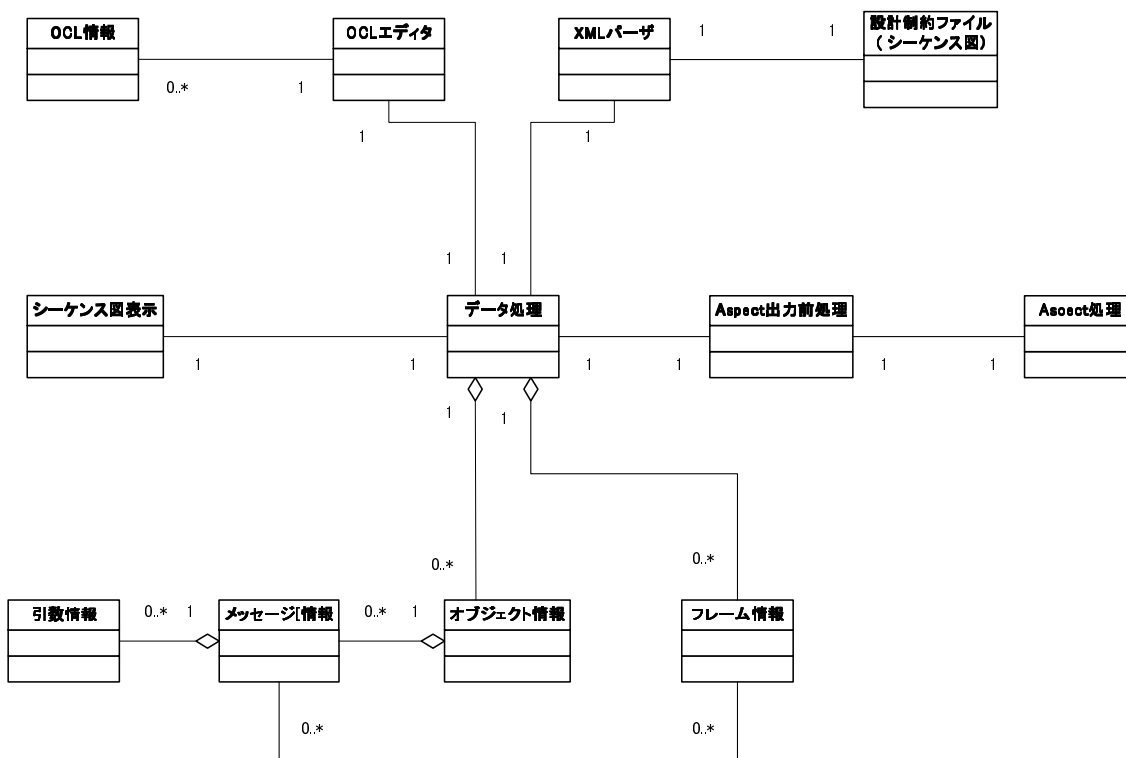 OCL情報
OCLエディタ
XMLパーザ
1
1
設計制約ファイル
(シーケンス図)
0..*
1
1
1
1
1
シーケンス図表示
データ処理
Aspect出力前処理
Asoect処理
1
1
1
1
1
1
1
1
0..*
0..*
引数情報
0..*
1
メッセージ[情報
0..*
1
オブジェクト情報
フレーム情報
0..*
0..*